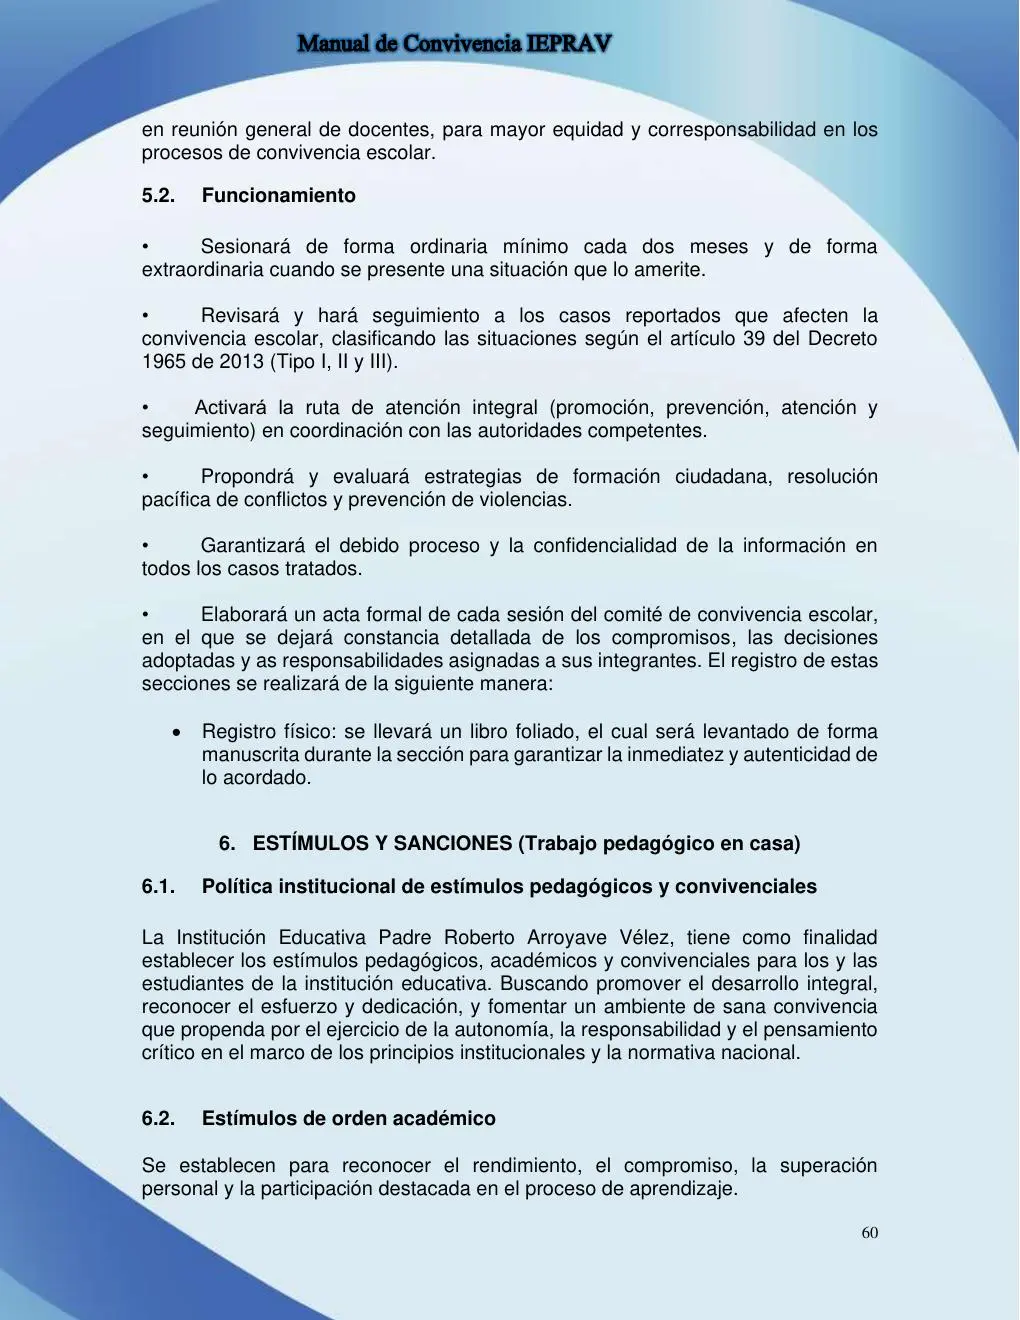 Manual de Convivencia IEPRAV
en reunión general de docentes, para mayor equidad y corresponsabilidad en los
procesos de convivencia escolar.
5.2. Funcionamiento
• Sesionará de forma ordinaria mínimo cada dos meses y de forma
extraordinaria cuando se presente una situación que lo amerite.
• Revisará y hará seguimiento a los casos reportados que afecten la
convivencia escolar, clasificando las situaciones según el artículo 39 del Decreto
1965 de 2013 (Tipo I, II y III).
• Activará la ruta de atención integral (promoción, prevención, atención y
seguimiento) en coordinación con las autoridades competentes.
• Propondrá y evaluará estrategias de formación ciudadana, resolución
pacífica de conflictos y prevención de violencias.
• Garantizará el debido proceso y la confidencialidad de la información en
todos los casos tratados.
• Elaborará un acta formal de cada sesión del comité de convivencia escolar,
en el que se dejará constancia detallada de los compromisos, las decisiones
adoptadas y as responsabilidades asignadas a sus integrantes. El registro de estas
secciones se realizará de la siguiente manera:
• Registro físico: se llevará un libro foliado, el cual será levantado de forma
manuscrita durante la sección para garantizar la inmediatez y autenticidad de
lo acordado.
6. ESTÍMULOS Y SANCIONES (Trabajo pedagógico en casa)
6.1. Política institucional de estímulos pedagógicos y convivenciales
La Institución Educativa Padre Roberto Arroyave Vélez, tiene como finalidad
establecer los estímulos pedagógicos, académicos y convivenciales para los y las
estudiantes de la institución educativa. Buscando promover el desarrollo integral,
reconocer el esfuerzo y dedicación, y fomentar un ambiente de sana convivencia
que propenda por el ejercicio de la autonomía, la responsabilidad y el pensamiento
crítico en el marco de los principios institucionales y la normativa nacional.
6.2. Estímulos de orden académico
Se establecen para reconocer el rendimiento, el compromiso, la superación
personal y la participación destacada en el proceso de aprendizaje.
60